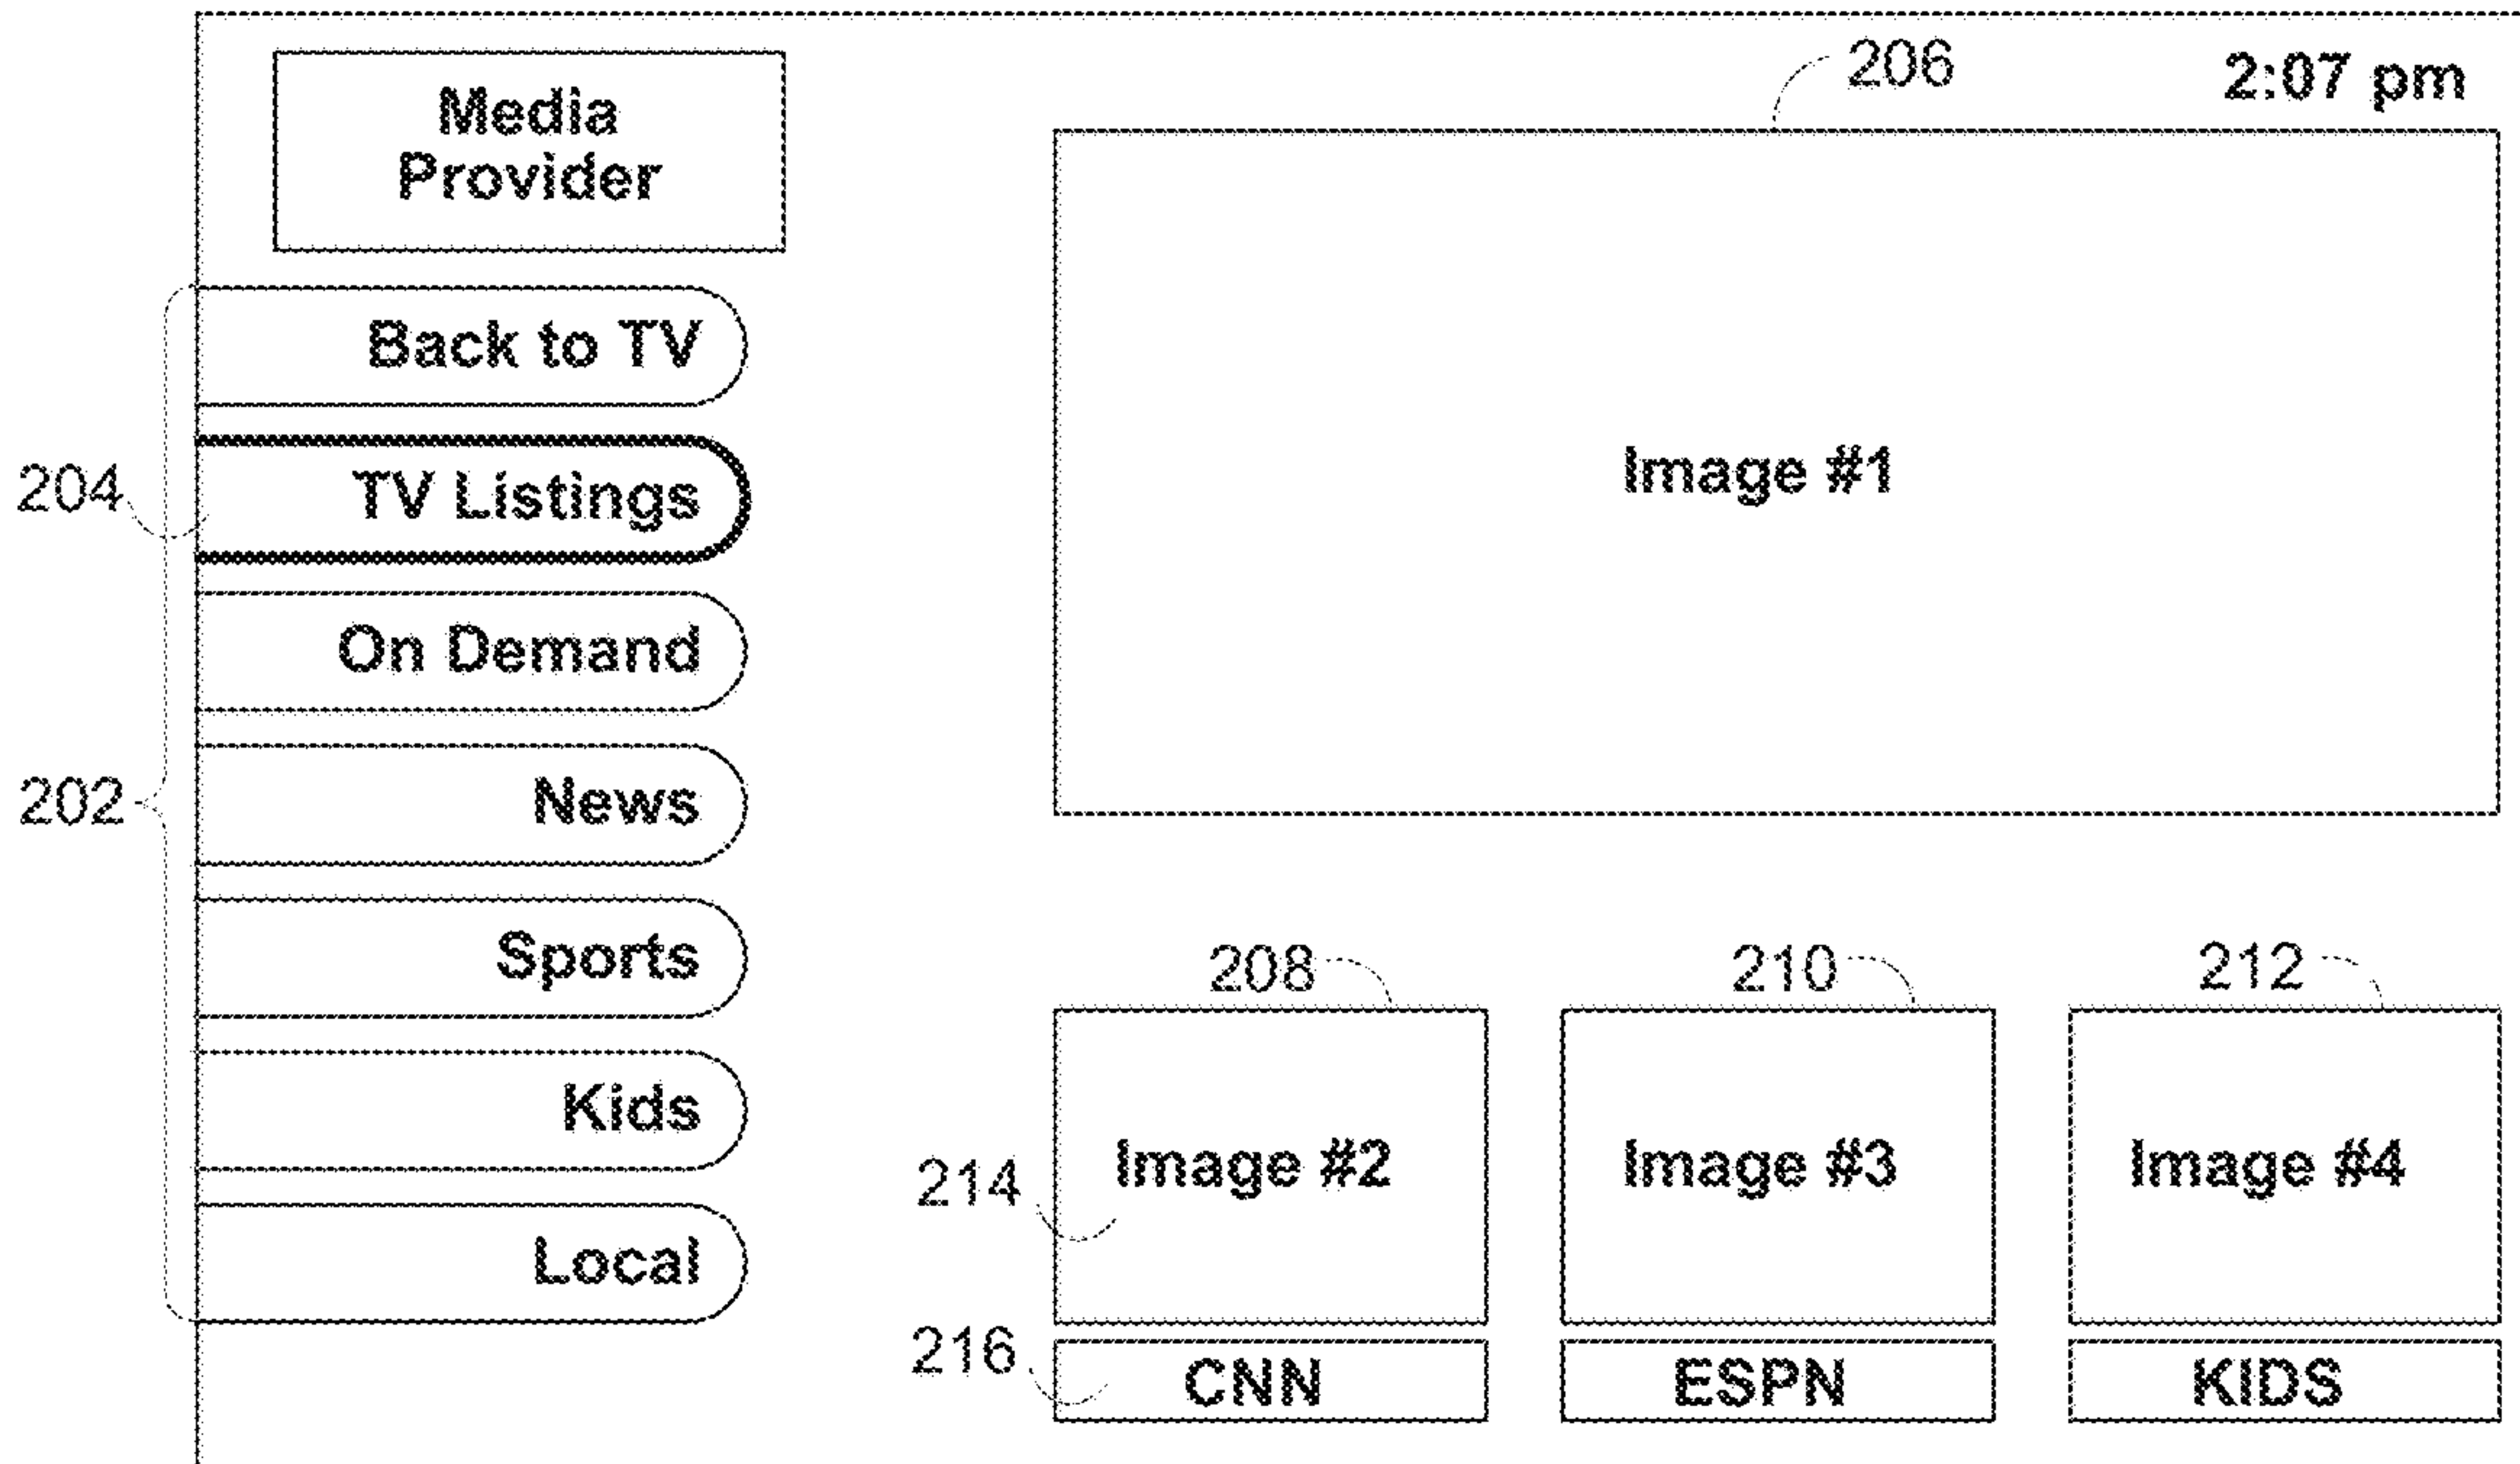 206
2:07 pm
Media
Provider
Back to TV
204
TV Listings
Image #1
On Demand
202
News
Sports
208
210
212
Kids
214
Image #2
Image #3
Image #4
Local
216
CNN
ESPN
KIDS